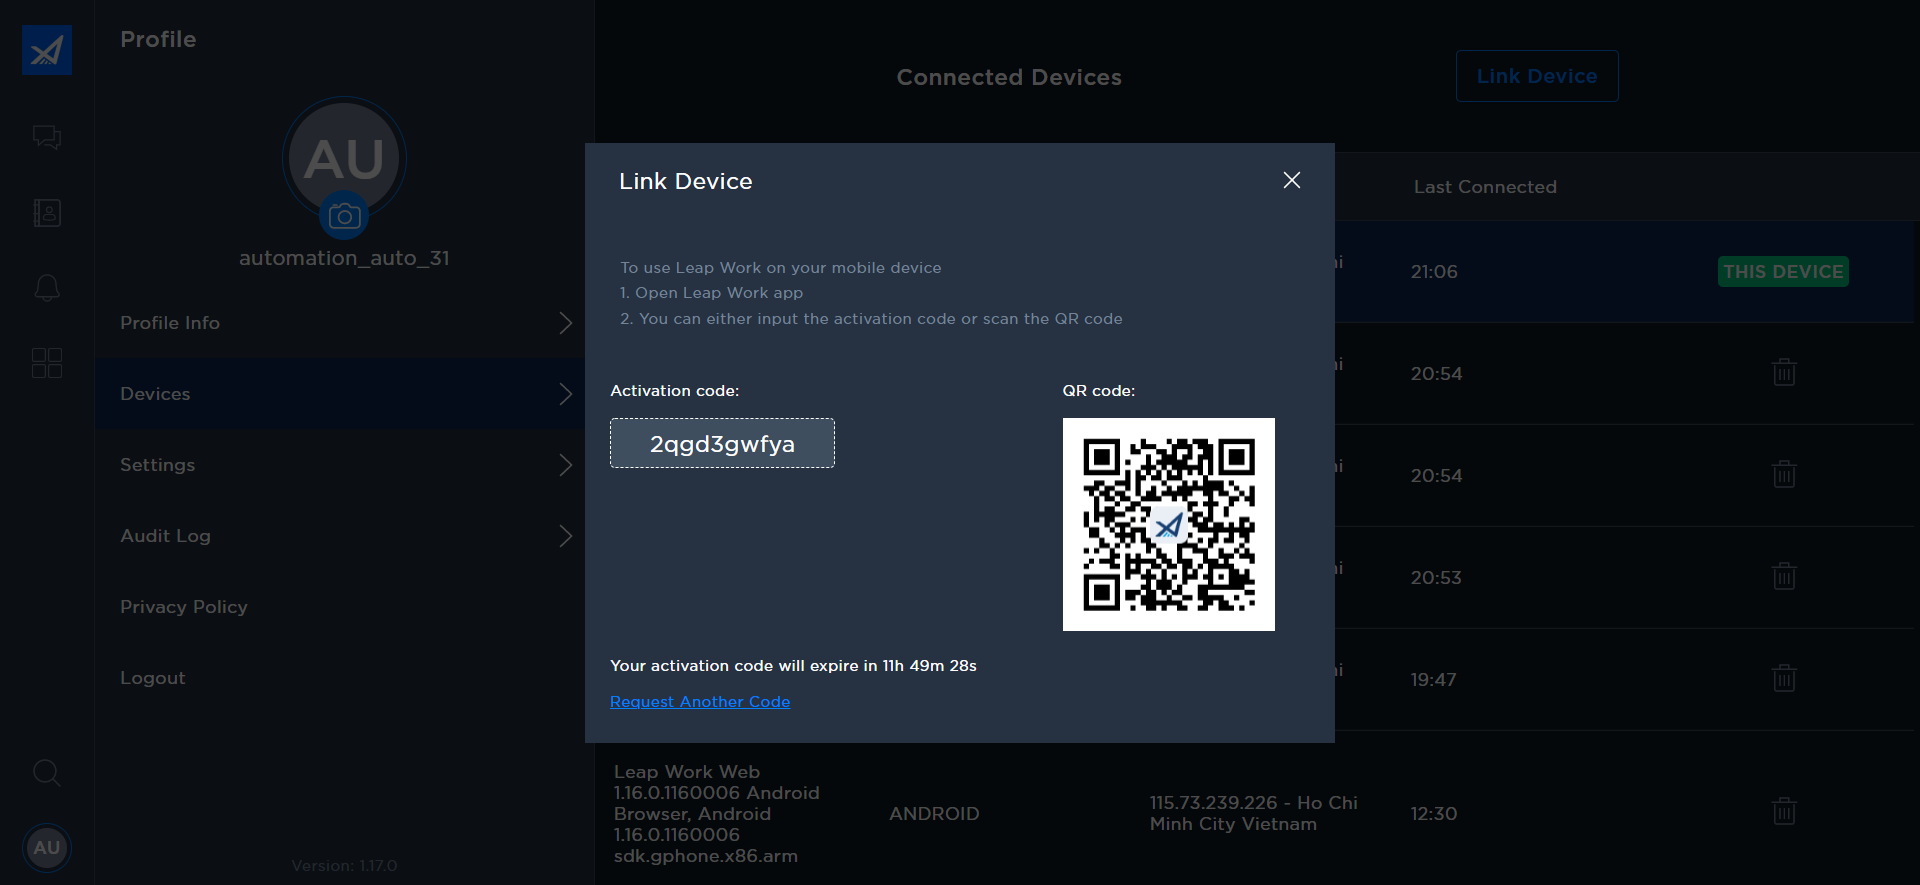 Profile
AU
automation_auto_31
Profile Info
Devices
Settings
Audit Log
Privacy Policy
Logout
AU
Version: 1.17.0
Connected Devices
Link Device
Last Connected
21:06
THIS DEVICE
20:54
20:54
20:53
19:47
Link Device
To use Leap Work on your mobile device
1. Open Leap Work app
2. You can either input the activation code or scan the QR code
Activation code:
2qgd3gwfya
QR code:
Your activation code will expire in 11h 49m 28s
Request Another Code
Leap Work Web
1.16.0.1160006 Android
Browser, Android
1.16.0.1160006
sdk.gphone.x86.arm
ANDROID
115.73.239.226 - Ho Chi
Minh City Vietnam
12:30